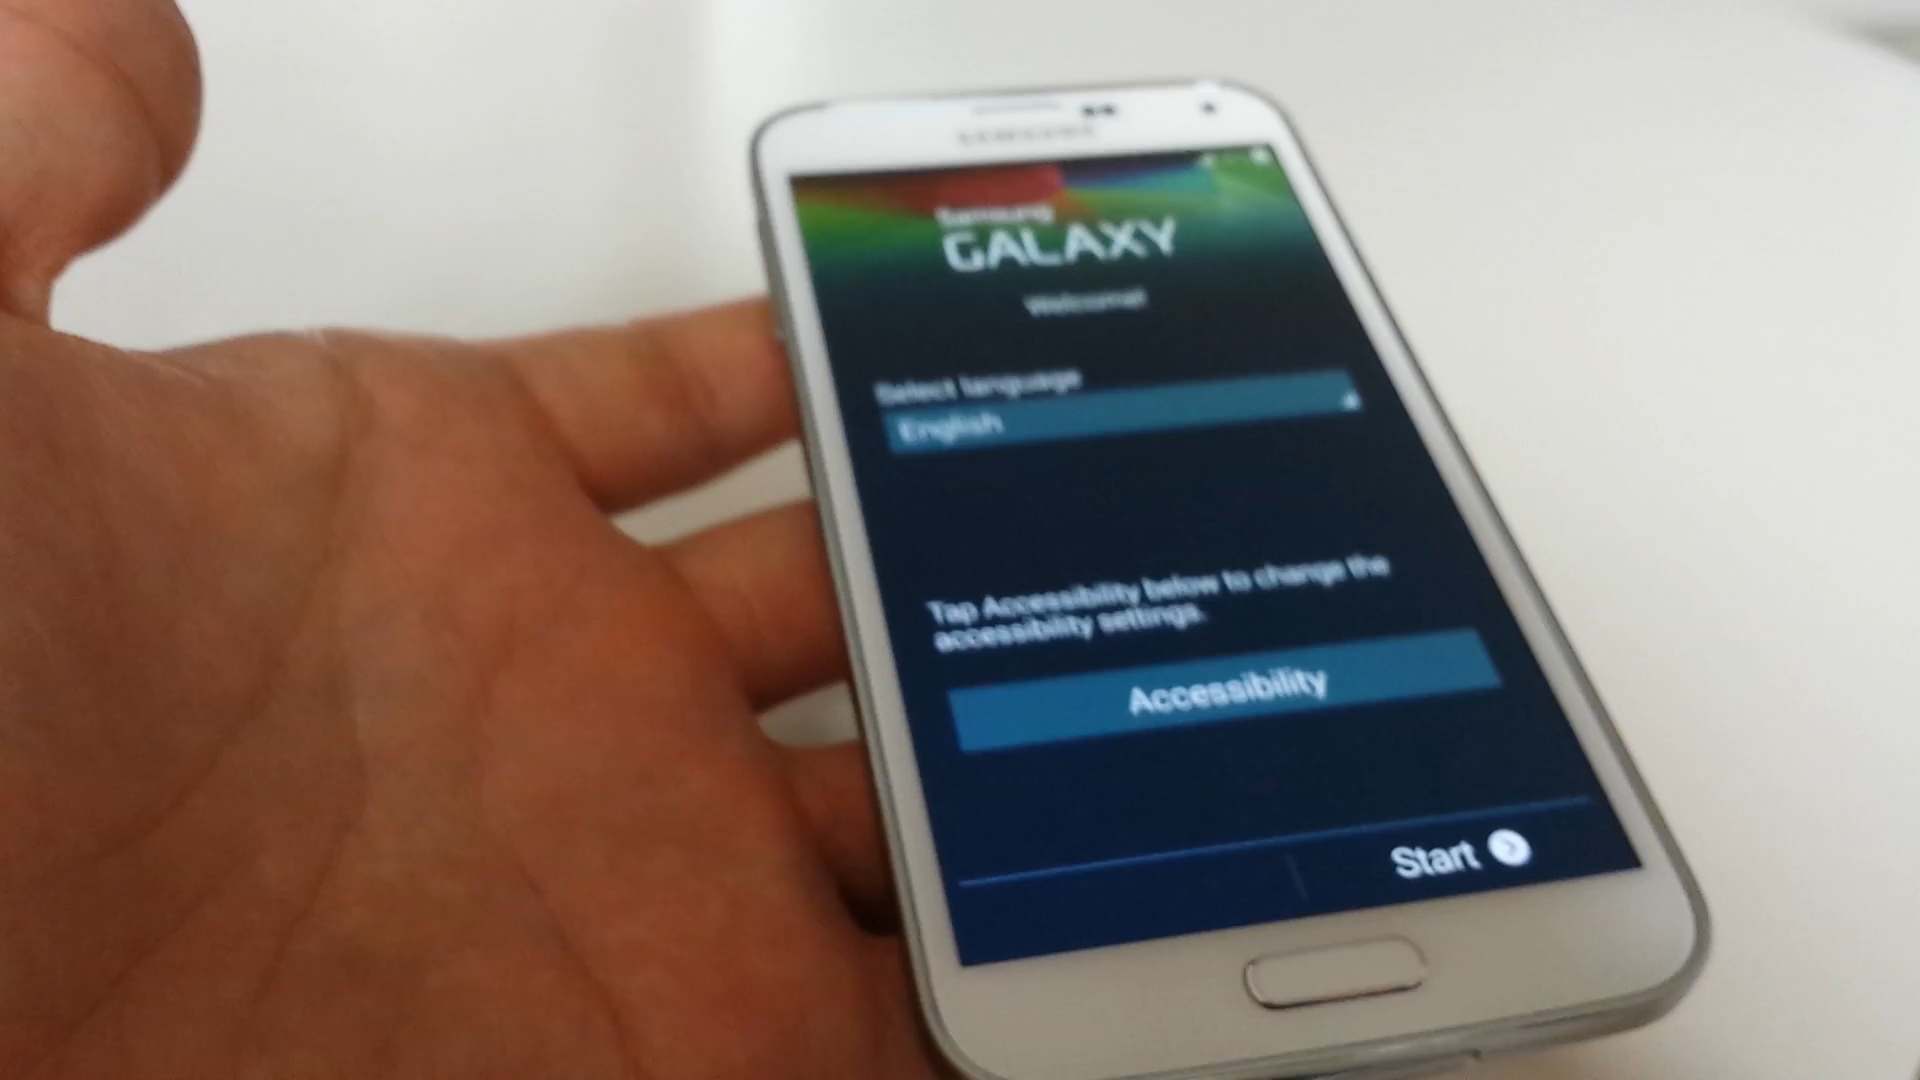 SAMSUNG
Samsung
GALAXY
Welcome!
Select language
English
Tap Accessibility below to change the
accessibility settings.
Accessibility
Start